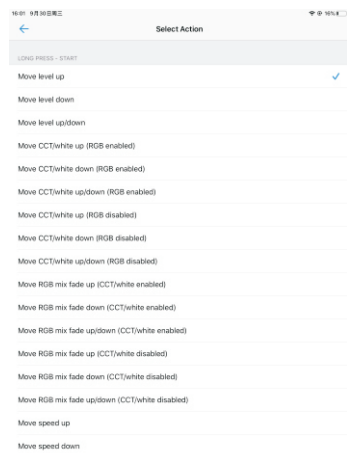 16:01 9月30日周三
16%
Select Action
LONG PRESS - START
Move level up
Move level down
Move level up/down
Move CCT/white up (RGB enabled)
Move CCT/white down (RGB enabled)
Move CCT/white up/down (RGB enabled)
Move CCT/white up (RGB disabled)
Move CCT/white down (RGB disabled)
Move CCT/white up/down (RGB disabled)
Move RGB mix fade up (CCT/white enabled)
Move RGB mix fade down (CCT/white enabled)
Move RGB mix fade up/down (CCT/white enabled)
Move RGB mix fade up (CCT/white disabled)
Move RGB mix fade down (CCT/white disabled)
Move RGB mix fade up/down (CCT/white disabled)
Move speed up
Move speed down